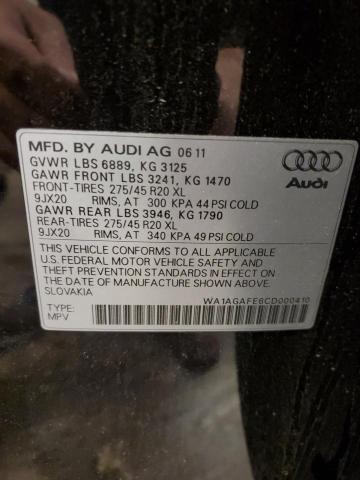 MFD. BY AUDI AG 06 11
GVWR LBS 6889, KG 3125
GAWR FRONT LBS 3241, KG 1470
FRONT-TIRES 275/45 R20 XL
9JX20 RIMS, AT 300 KPA 44 PSI COLD
GAWR REAR LBS 3946, KG 1790
REAR-TIRES 275/45 R20 XL
9JX20 RIMS, AT 340 KPA 49 PSI COLD
Audi
THIS VEHICLE CONFORMS TO ALL APPLICABLE
U.S. FEDERAL MOTOR VEHICLE SAFETY AND
THEFT PREVENTION STANDARDS IN EFFECT ON
THE DATE OF MANUFACTURE SHOWN ABOVE.
SLOVAKIA
WA1AGAFE6CD000410
TYPE:
MPV